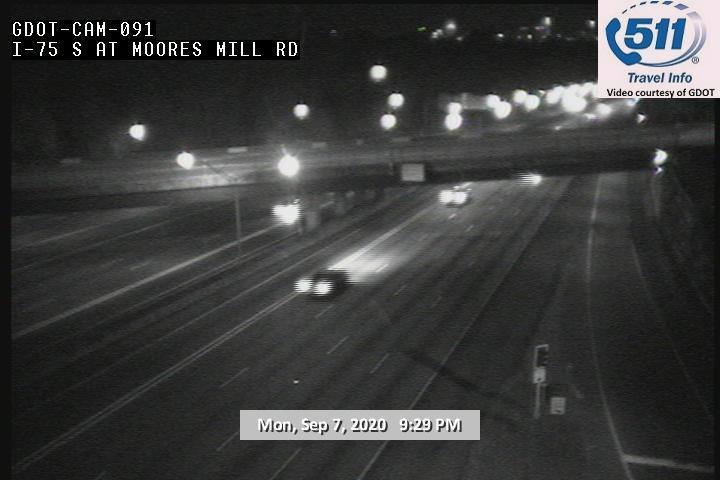 GDOT-CAM-091
I-75 S AT MOORES MILL RD
511
®
Travel Info
Video courtesy of GDOT
Mon, Sep 7, 2020 9:29 PM